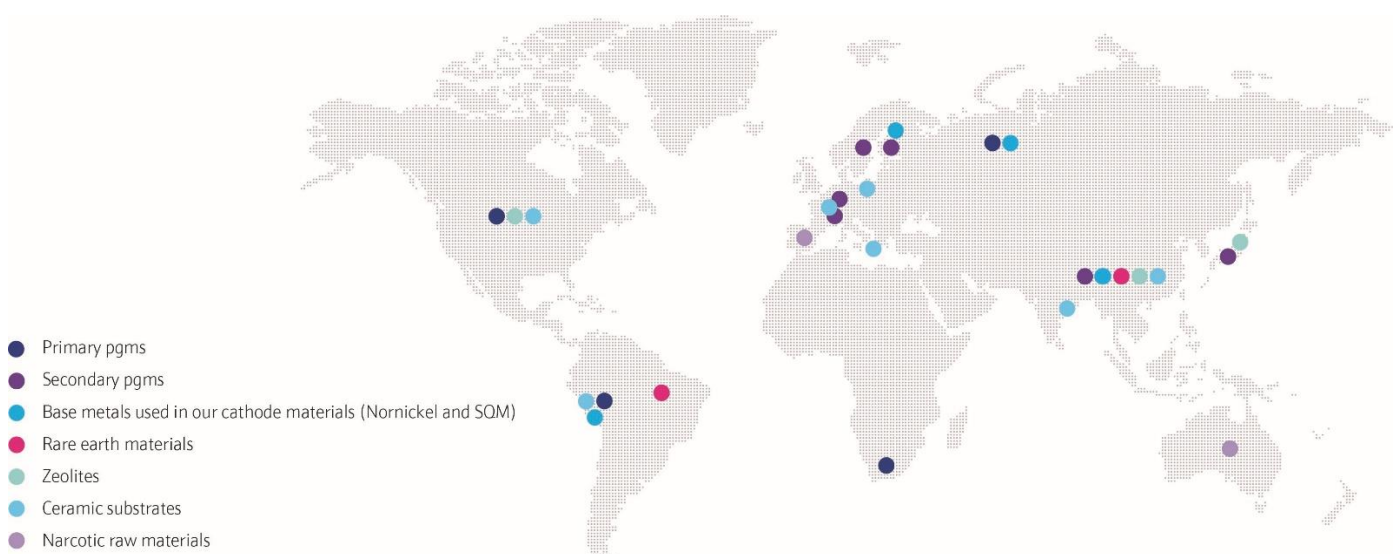 Primary pgms
Secondary pgms
Base metals used in our cathode materials (Nornickel and SQM)
Rare earth materials
Zeolites
Ceramic substrates
Narcotic raw materials